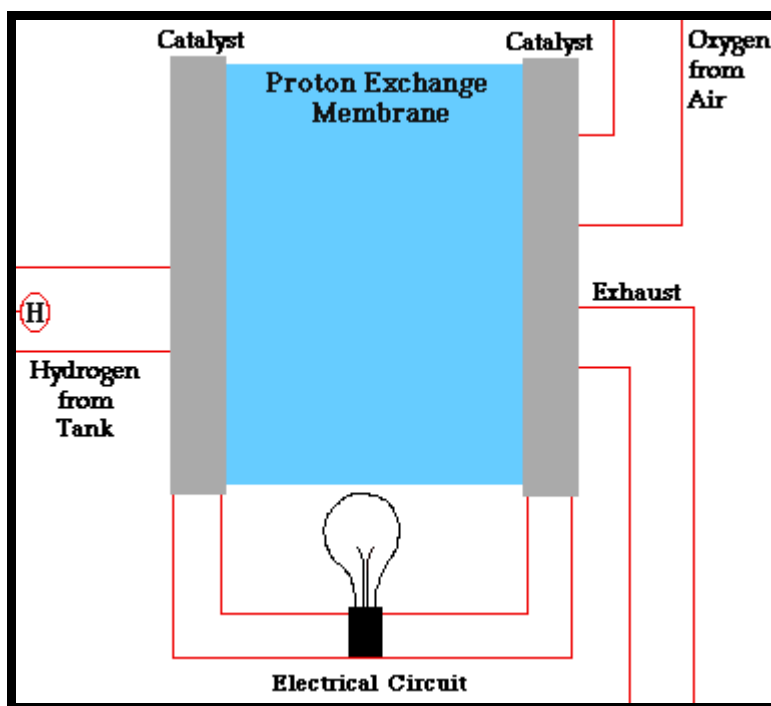 Catalyst
Catalyst
Oxygen
from
Air
Proton Exchange
Membrane
Exhaust
H
Hydrogen
from
Tank
Electrical Circuit